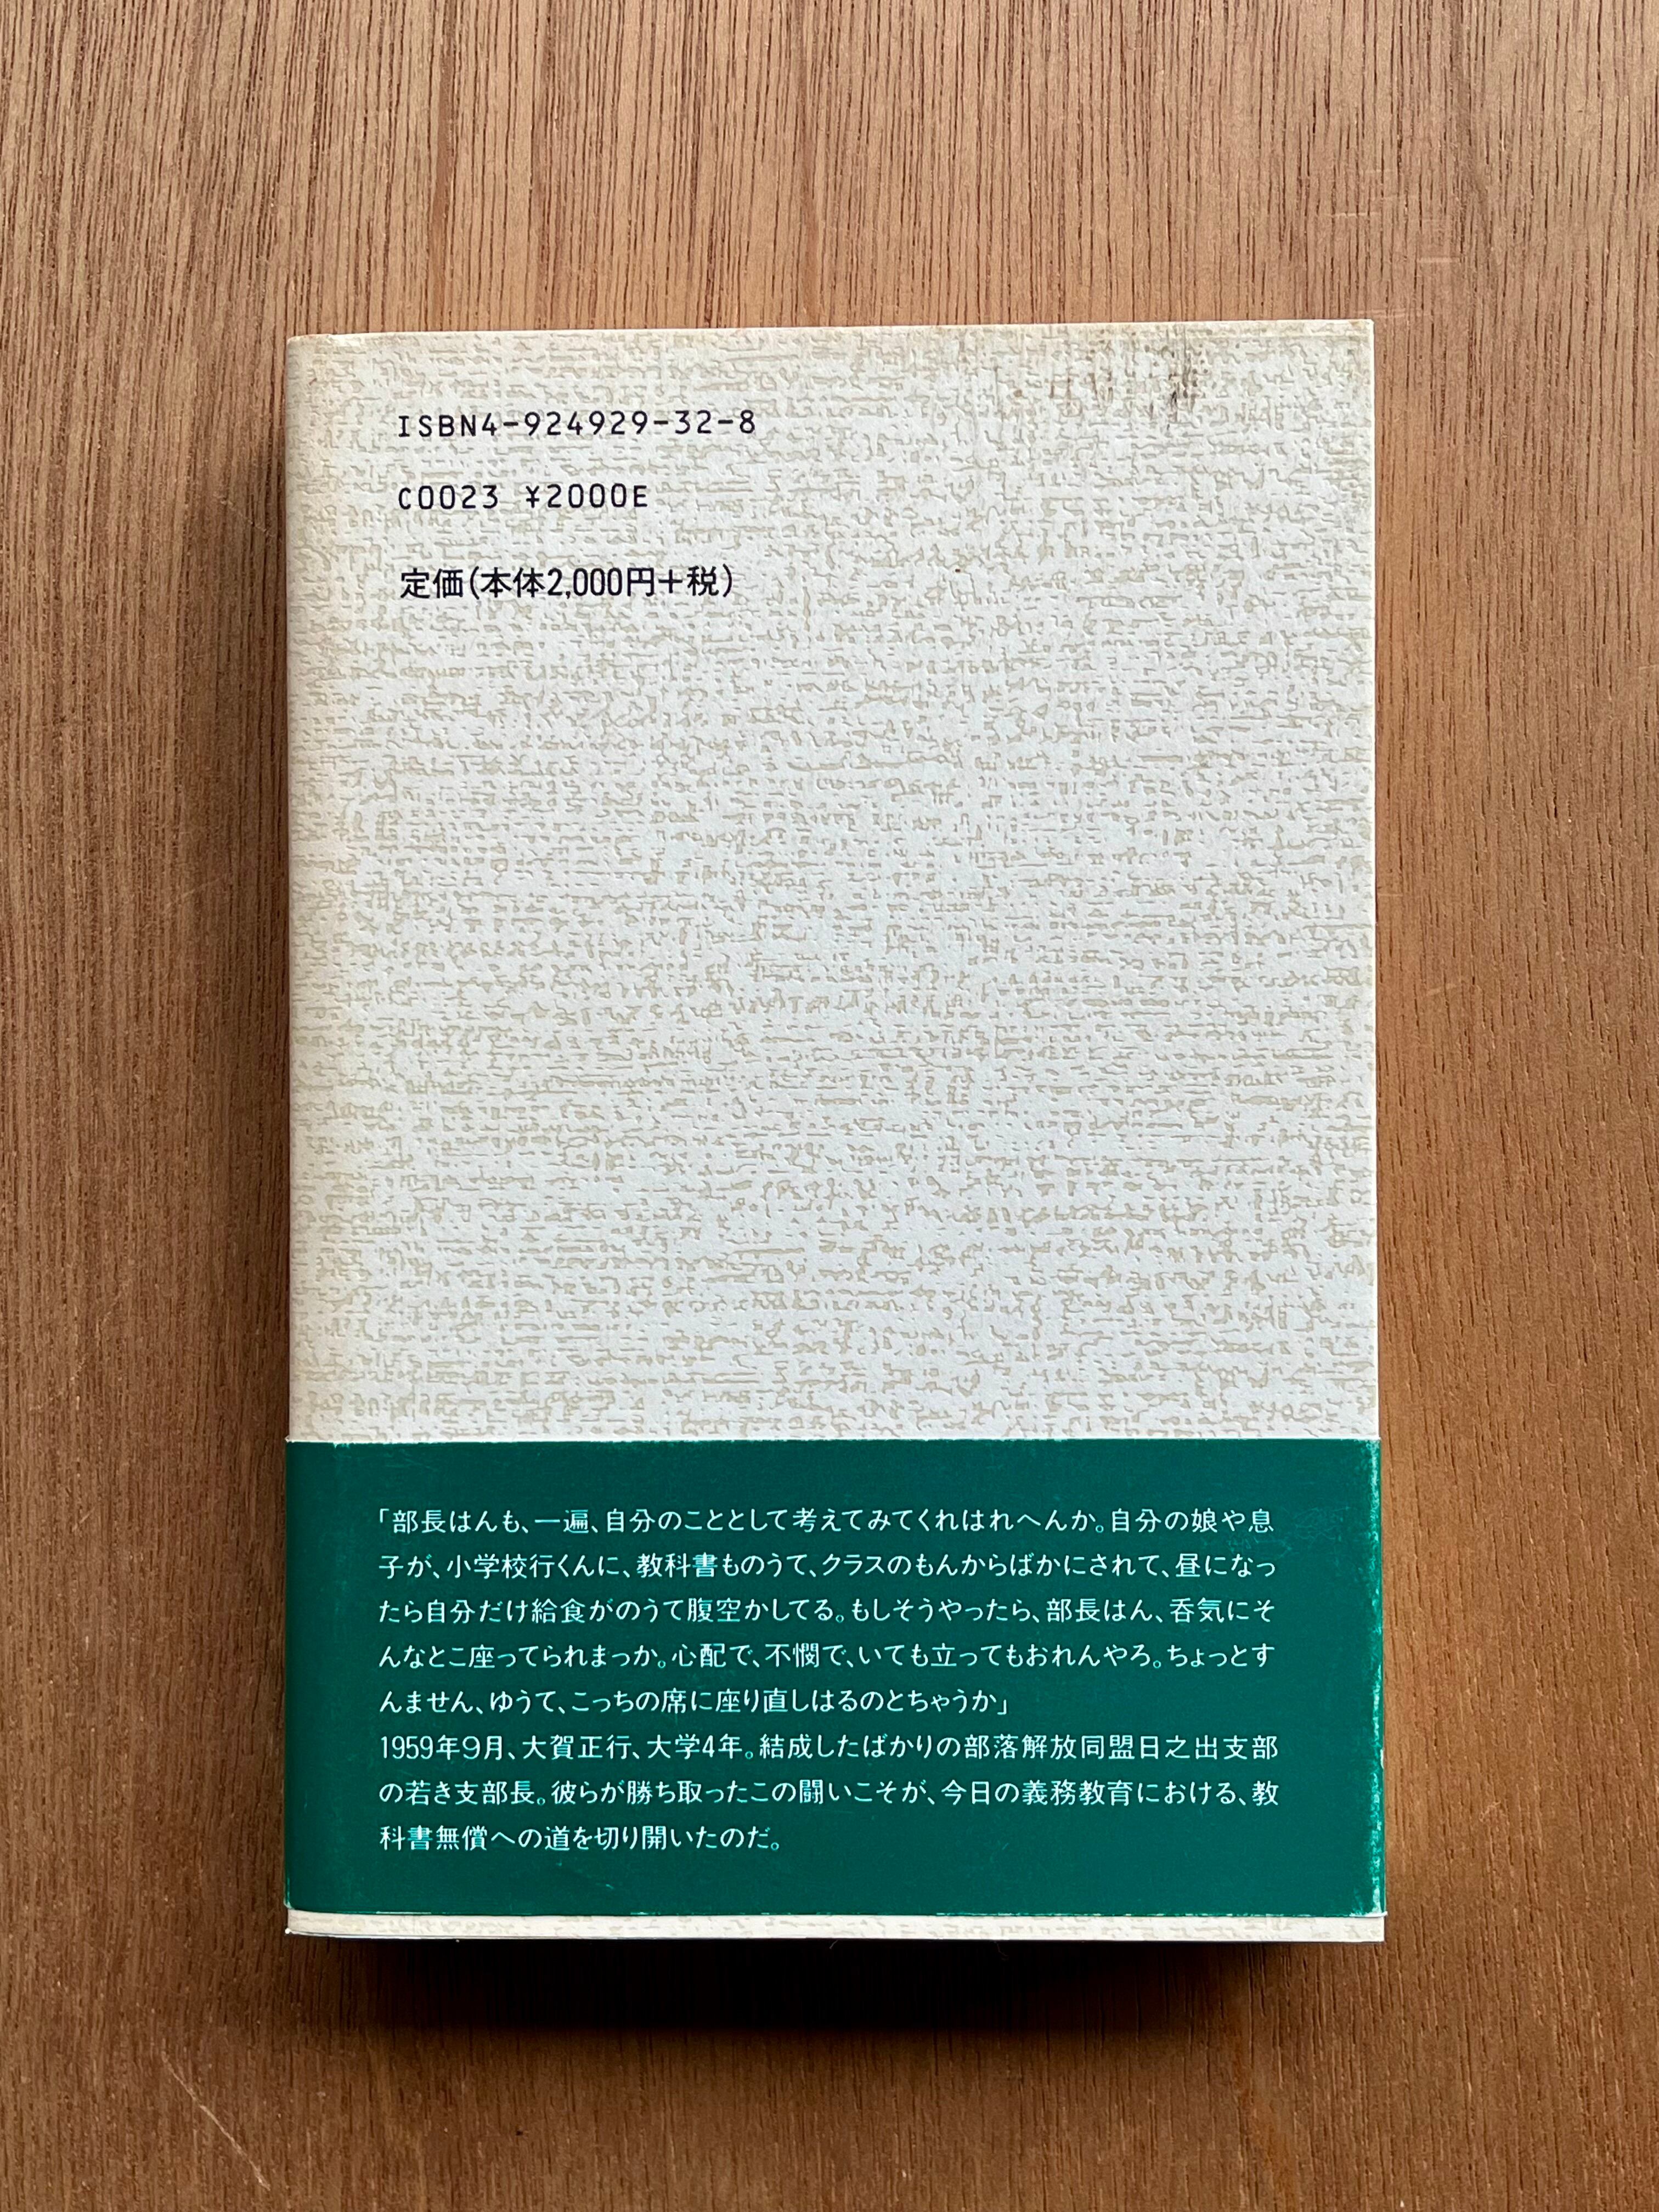 ISBN4-924929-32-8
C0023 ¥2000E
定価(本体2,000円+税)
「部長はんも、一遍、自分のこととして考えてみてくれはれへんか。自分の娘や息
子が、小学校行くんに、教科書ものうて、クラスのもんからばかにされて、昼になっ
たら自分だけ給食がのうて腹空かしてる。もしそうやったら、部長はん、呑気にそ
んなとこ座ってられまっか。心配で、不憫で、いても立ってもおれんやろ。ちょっとす
んません、ゆうて、こっちの席に座り直しはるのとちゃうか」
1959年9月、大賀正行、大学4年。結成したばかりの部落解放同盟日之出支部
の若き支部長。彼らが勝ち取ったこの闘いこそが、今日の義務教育における、教
科書無償への道を切り開いたのだ。